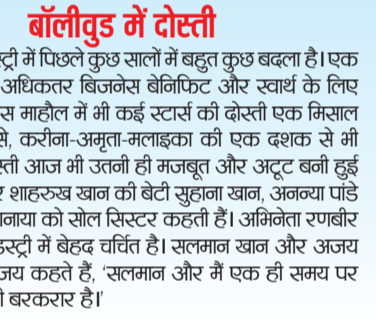 बॉलीवुड में दोस्ती
में पिछले कुछ सालों में बहुत कुछ बदला है। एक
अधिकतर बिजनेस बेनिफिट और स्वार्थ के लिए
माहौल में भी कई स्टार्स की दोस्ती एक मिसाल
करीना-अमृता-मलाइका की एक दशक से भी
आज भी उतनी ही मजबूत और अटूट बनी हुई
शाहरुख खान की बेटी सुहाना खान, अनन्या पांडे
को सोल सिस्टर कहती हैं। अभिनेता रणबीर
में बेहद चर्चित है। सलमान खान और अजय
कहते हैं, ‘सलमान और मैं एक ही समय पर
बरकरार है।’